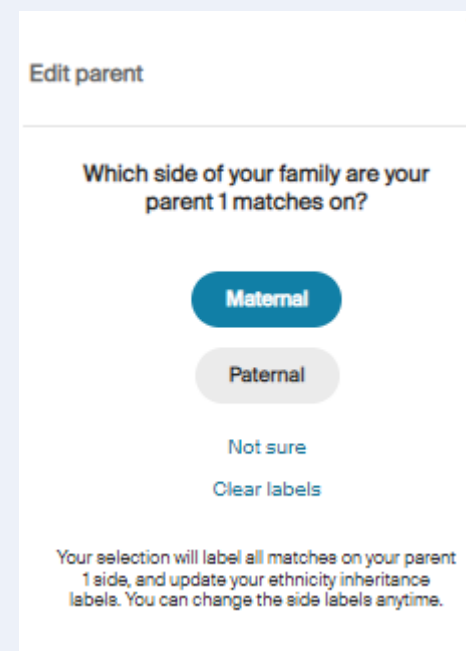 Edit parent
Which side of your family are your
parent 1 matches on?
Maternal
Paternal
Not sure
Clear labels
Your selection will label all matches on your parent
1 side, and update your ethnicity inheritance
labels. You can change the side labels anytime.